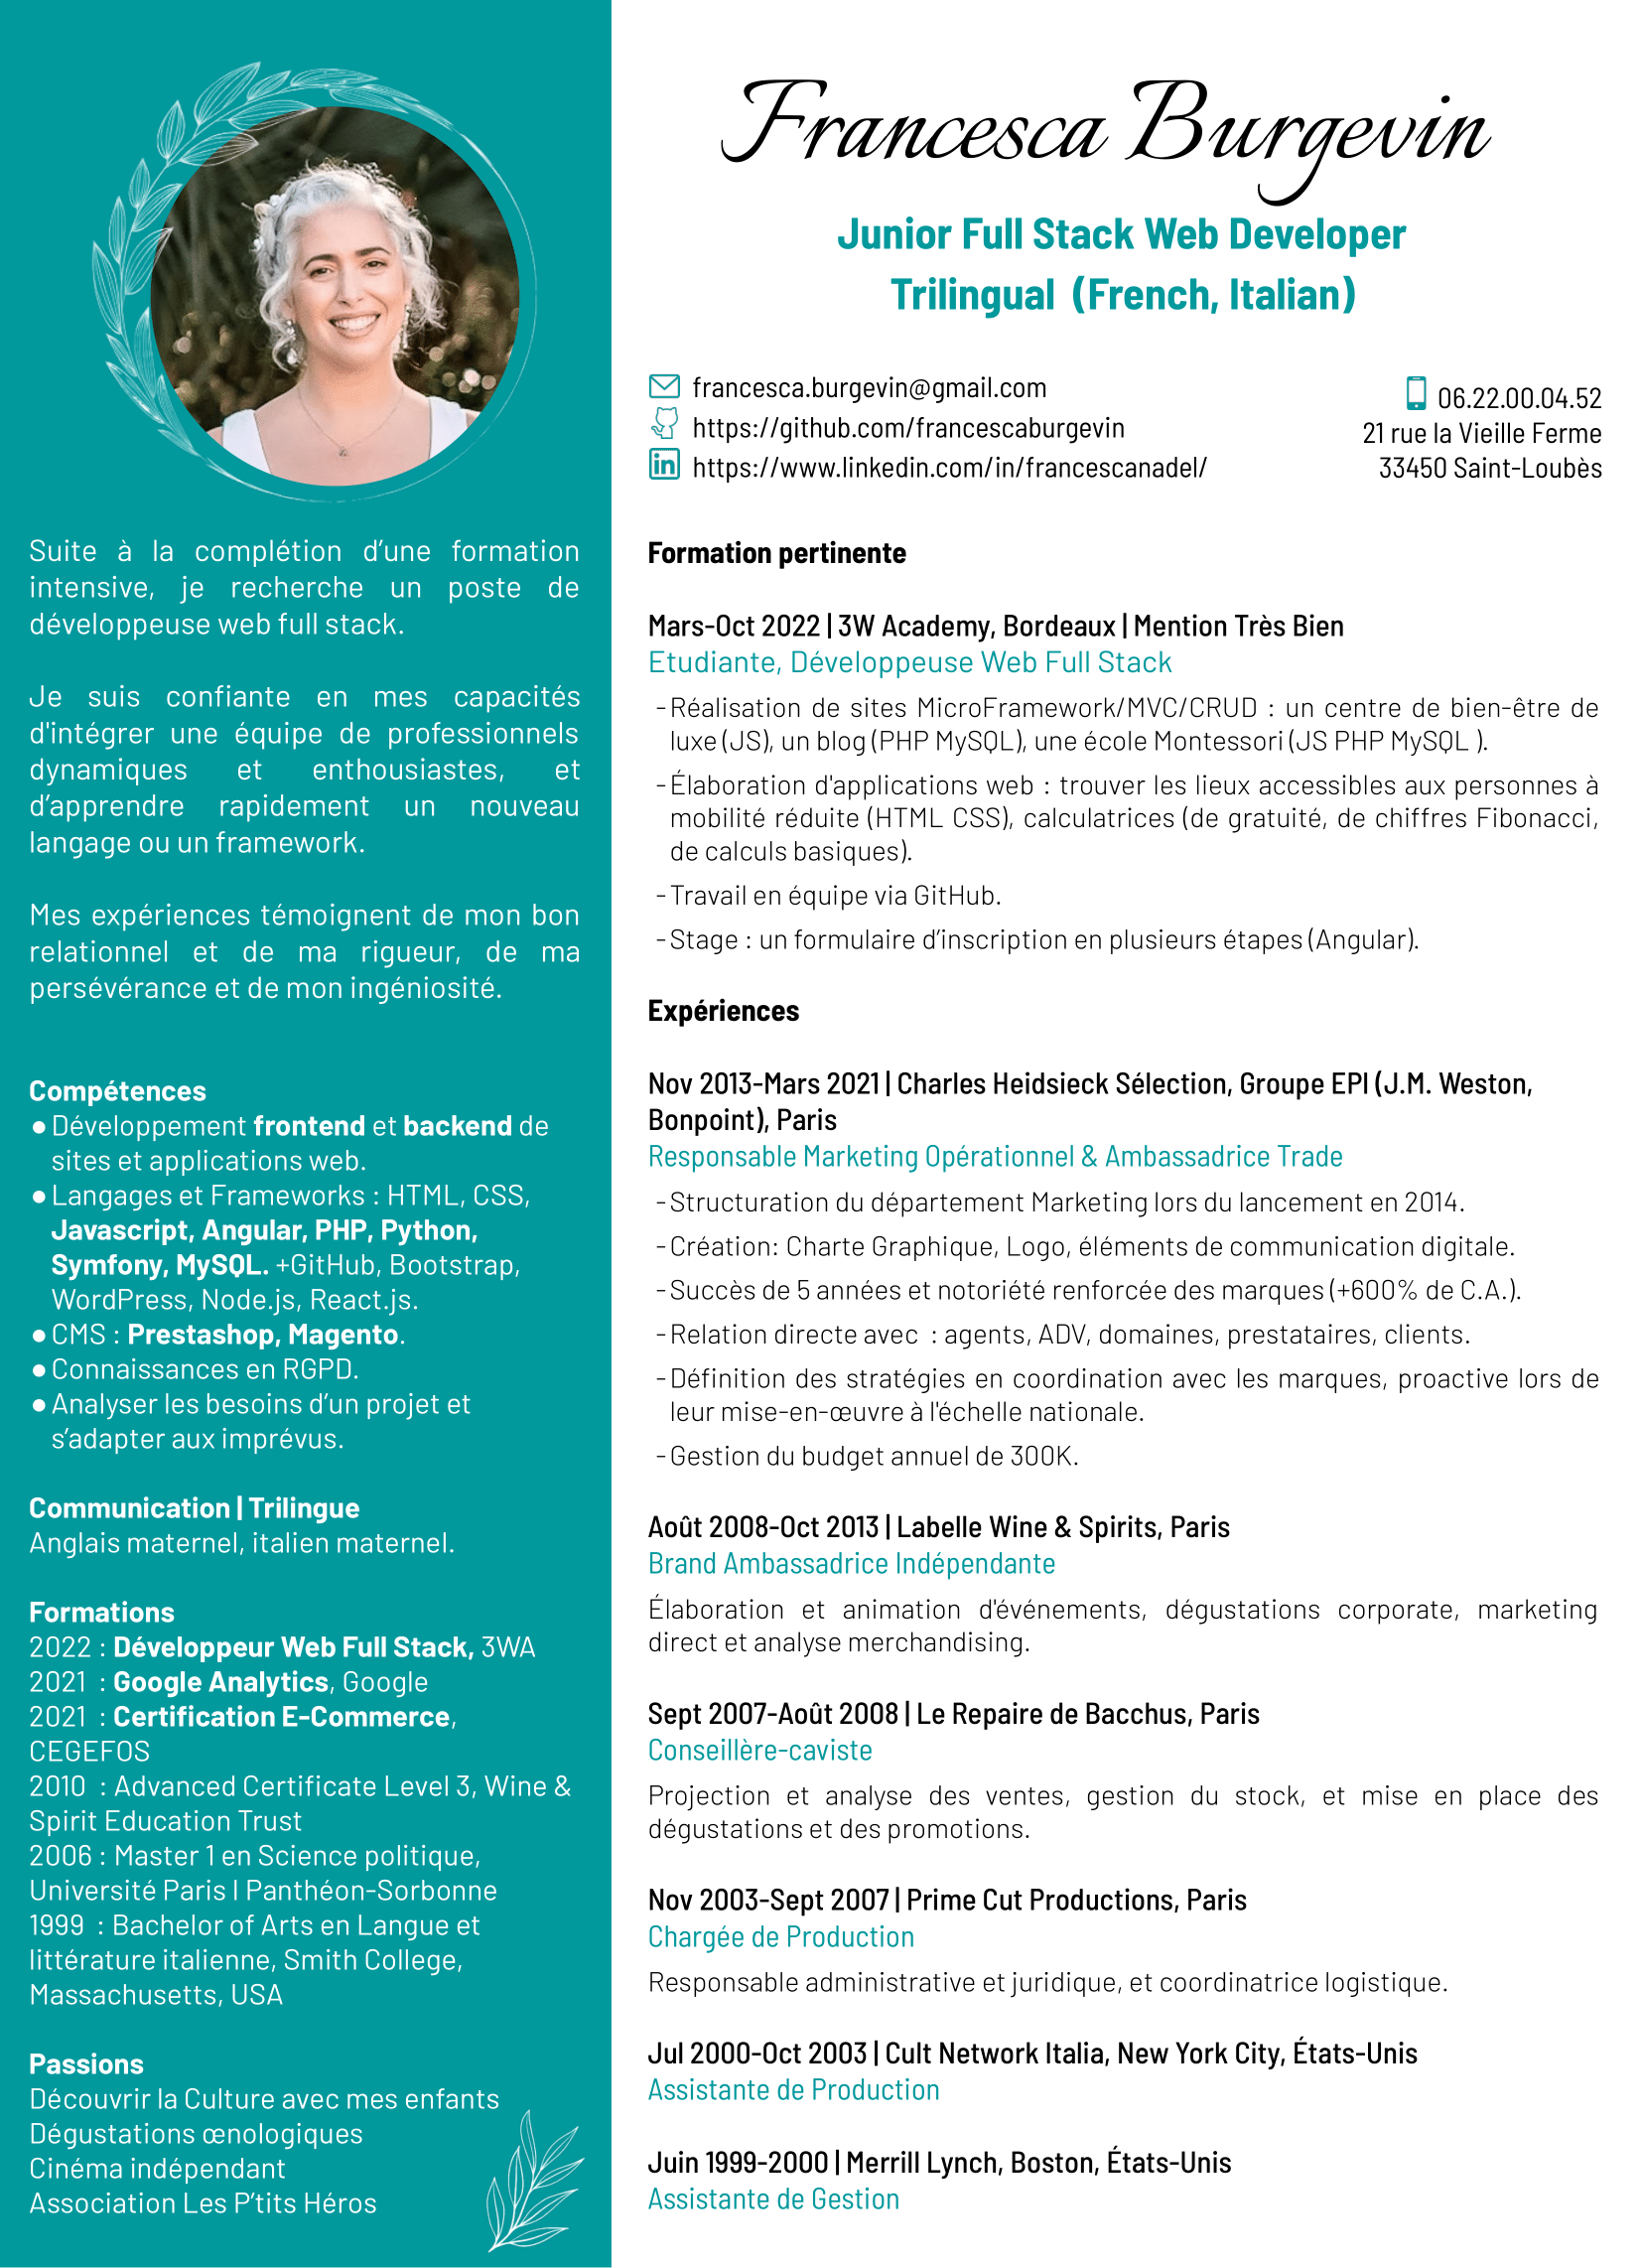 Francesca Burgevin
Junior Full Stack Web Developer
Trilingual (French, Italian)
francesca.burgevin@gmail.com
https://github.com/francescaburgevin
https://www.linkedin.com/in/francescanadel/
06.22.00.04.52
21 rue la Vieille Ferme
33450 Saint-Loubès
Suite à la complétion d’une formation
intensive, je recherche un poste de
développeuse web full stack.
Je suis confiante en mes capacités
d'intégrer une équipe de professionnels
dynamiques et enthousiastes, et
d’apprendre rapidement un nouveau
langage ou un framework.
Mes expériences témoignent de mon bon
relationnel et de ma rigueur, de ma
persévérance et de mon ingéniosité.
Compétences
● Développement frontend et backend de
sites et applications web.
● Langages et Frameworks : HTML, CSS,
Javascript, Angular, PHP, Python,
Symfony, MySQL. +GitHub, Bootstrap,
WordPress, Node.js, React.js.
● CMS : Prestashop, Magento.
● Connaissances en RGPD.
● Analyser les besoins d’un projet et
s’adapter aux imprévus.
Communication | Trilingue
Anglais maternel, italien maternel.
Formations
2022 : Développeur Web Full Stack, 3WA
2021 : Google Analytics, Google
2021 : Certification E-Commerce,
CEGEFOS
2010 : Advanced Certificate Level 3, Wine &
Spirit Education Trust
2006 : Master 1 en Science politique,
Université Paris I Panthéon-Sorbonne
1999 : Bachelor of Arts en Langue et
littérature italienne, Smith College,
Massachusetts, USA
Passions
Découvrir la Culture avec mes enfants
Dégustations œnologiques
Cinéma indépendant
Association Les P’tits Héros
Formation pertinente
Mars-Oct 2022 | 3W Academy, Bordeaux | Mention Très Bien
Etudiante, Développeuse Web Full Stack
- Réalisation de sites MicroFramework/MVC/CRUD : un centre de bien-être de
luxe (JS), un blog (PHP MySQL), une école Montessori (JS PHP MySQL ).
- Élaboration d'applications web : trouver les lieux accessibles aux personnes à
mobilité réduite (HTML CSS), calculatrices (de gratuité, de chiffres Fibonacci,
de calculs basiques).
- Travail en équipe via GitHub.
- Stage : un formulaire d’inscription en plusieurs étapes (Angular).
Expériences
Nov 2013-Mars 2021 | Charles Heidsieck Sélection, Groupe EPI (J.M. Weston,
Bonpoint), Paris
Responsable Marketing Opérationnel & Ambassadrice Trade
- Structuration du département Marketing lors du lancement en 2014.
- Création: Charte Graphique, Logo, éléments de communication digitale.
- Succès de 5 années et notoriété renforcée des marques (+600% de C.A.).
- Relation directe avec : agents, ADV, domaines, prestataires, clients.
- Définition des stratégies en coordination avec les marques, proactive lors de
leur mise-en-œuvre à l'échelle nationale.
- Gestion du budget annuel de 300K.
Août 2008-Oct 2013 | Labelle Wine & Spirits, Paris
Brand Ambassadrice Indépendante
Élaboration et animation d'événements, dégustations corporate, marketing
direct et analyse merchandising.
Sept 2007-Août 2008 | Le Repaire de Bacchus, Paris
Conseillère-caviste
Projection et analyse des ventes, gestion du stock, et mise en place des
dégustations et des promotions.
Nov 2003-Sept 2007 | Prime Cut Productions, Paris
Chargée de Production
Responsable administrative et juridique, et coordinatrice logistique.
Jul 2000-Oct 2003 | Cult Network Italia, New York City, États-Unis
Assistante de Production
Juin 1999-2000 | Merrill Lynch, Boston, États-Unis
Assistante de Gestion